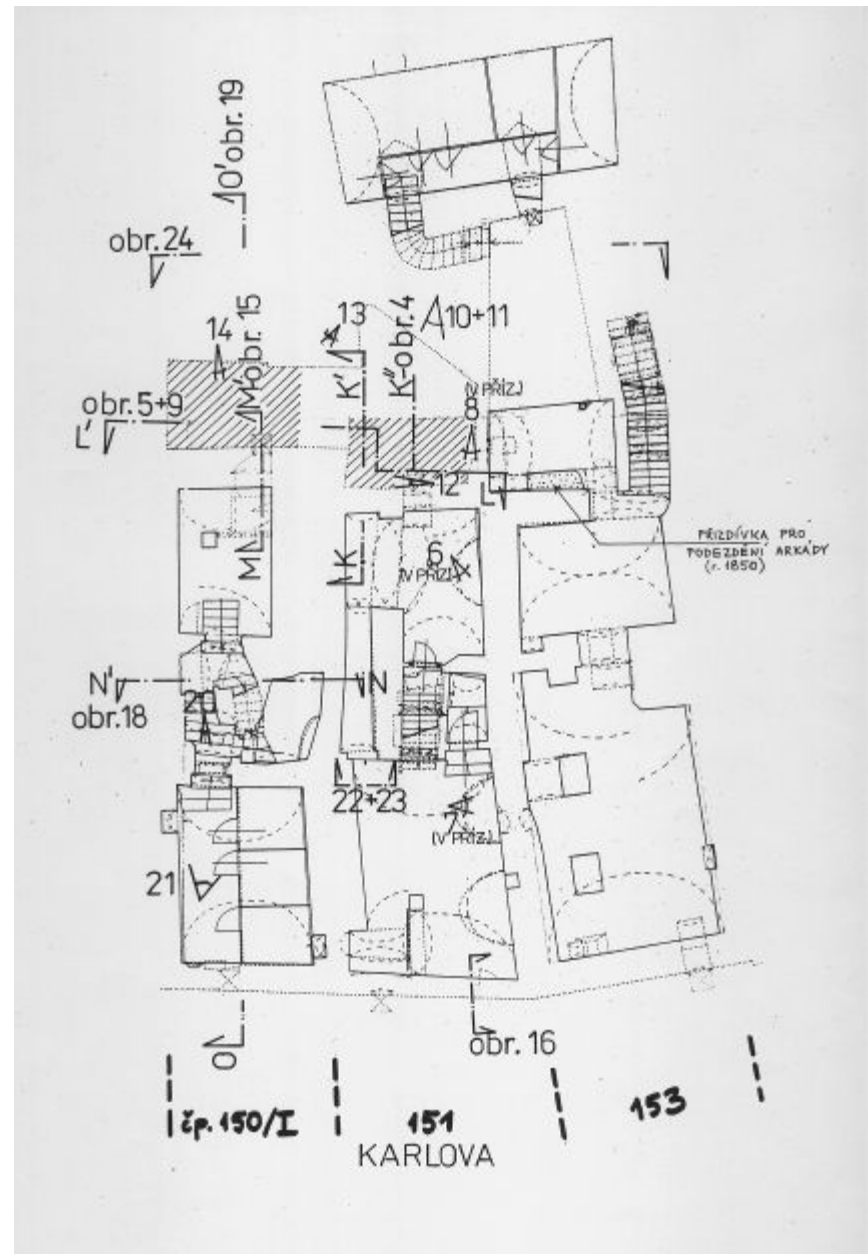 O' obr. 19
obr. 24
M' obr. 15
14
13
K'
K"-obr. 4
10+11
obr. 5+9
L'
(V PŘÍZ.)
8
12
L
PŘIZDÍVKA PRO
PODEZDĚNÍ ARKÁDY
(r. 1850)
M
K
6
(V PŘÍZ.)
N'
N
obr. 18
20
22+23
7
(V PŘÍZ.)
21
O
obr. 16
čp. 150/I
151
153
KARLOVA